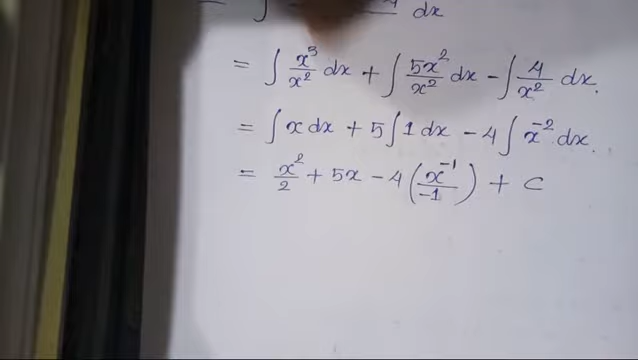 = ∫ dx
= ∫ x³/x² dx + ∫ 5x²/x² dx - ∫ 4/x² dx.
= ∫ x dx + 5 ∫ 1 dx - 4 ∫ x⁻² dx.
= x²/2 + 5x - 4 (x⁻¹/-1) + c